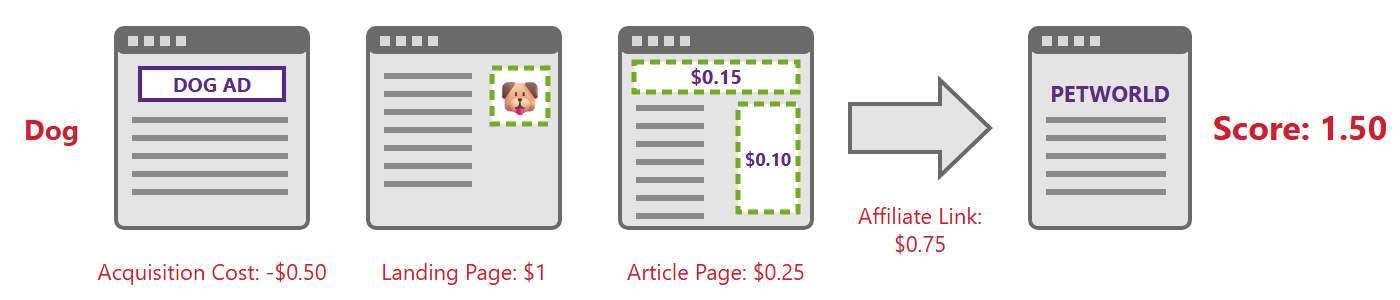 Dog
DOG AD
Acquisition Cost: -$0.50
Landing Page: $1
$0.15
$0.10
Article Page: $0.25
Affiliate Link:
$0.75
PETWORLD
Score: 1.50